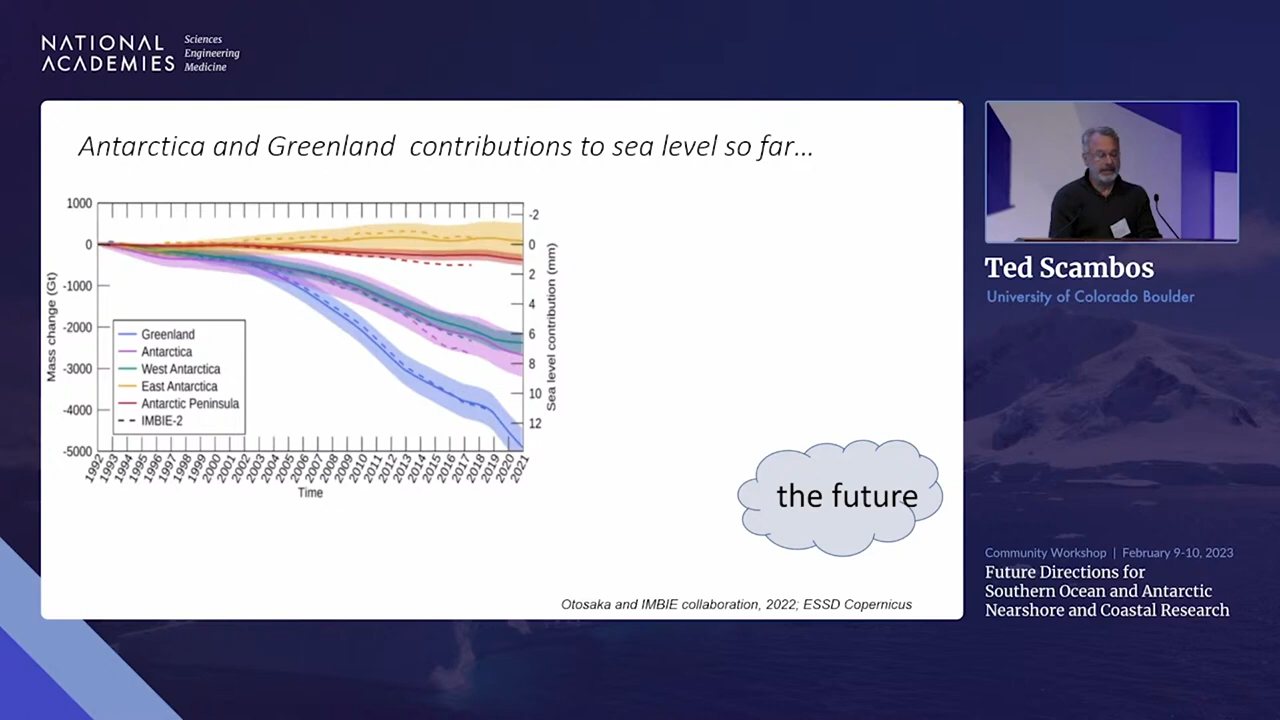 NATIONAL
ACADEMIES
Sciences
Engineering
Medicine
Antarctica and Greenland contributions to sea level so far...
1000
0
-1000
-2000
-3000
-4000
-5000
Mass change (Gt)
Greenland
Antarctica
West Antarctica
East Antarctica
Antarctic Peninsula
IMBIE-2
-2
0
2
4
6
8
10
12
Sea level contribution (mm)
1992 1993 1994 1995 1996 1997 1998 1999 2000 2001 2002 2003 2004 2005 2006 2007 2008 2009 2010 2011 2012 2013 2014 2015 2016 2017 2018 2019 2020 2021
Time
the future
Otosaka and IMBIE collaboration, 2022; ESSD Copernicus
Ted Scambos
University of Colorado Boulder
Community Workshop | February 9-10, 2023
Future Directions for
Southern Ocean and Antarctic
Nearshore and Coastal Research